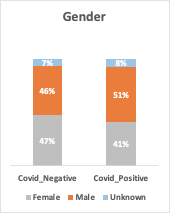 Gender
7% 8%
46% 51%
47% 41%
Covid_Negative Covid_Positive
Female Male Unknown